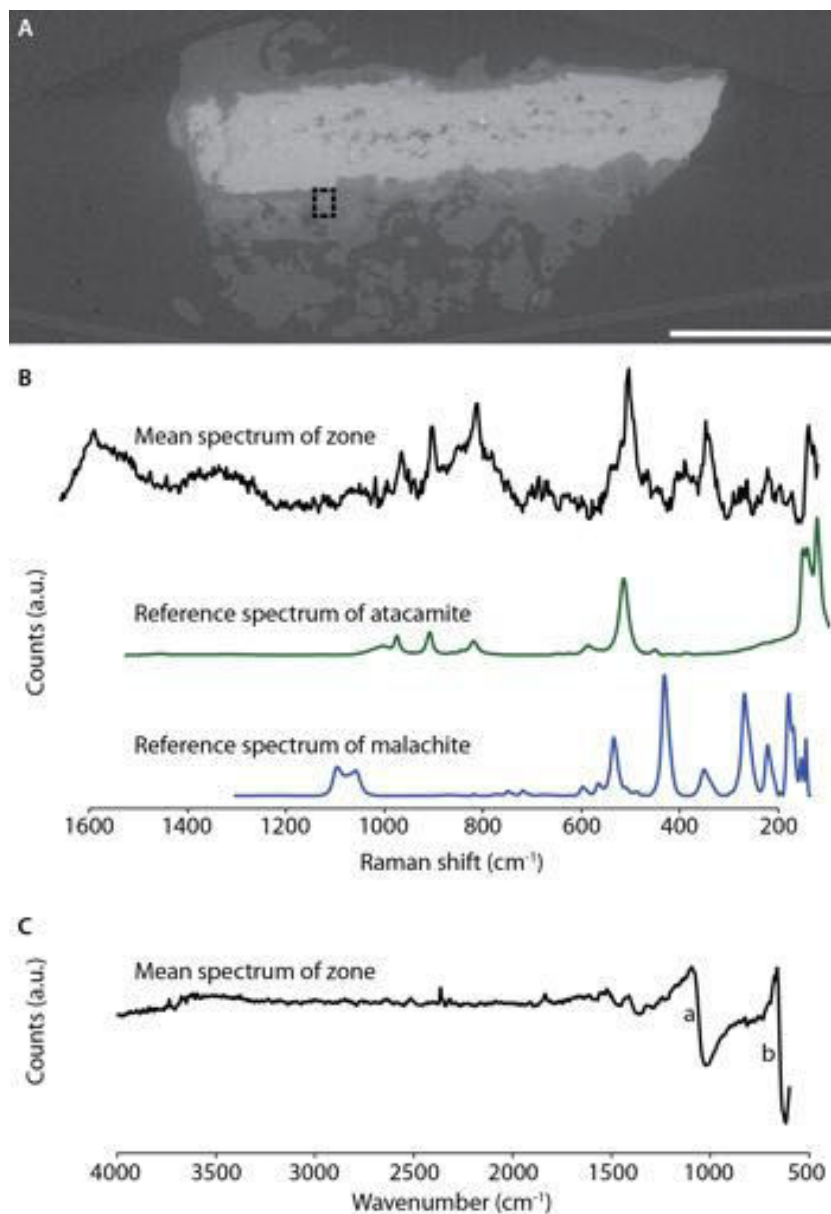 A
B
Mean spectrum of zone
Reference spectrum of atacamite
Reference spectrum of malachite
Counts (a.u.)
1600 1400 1200 1000 800 600 400 200
Raman shift (cm⁻¹)
C
Mean spectrum of zone
a
b
Counts (a.u.)
4000 3500 3000 2500 2000 1500 1000 500
Wavenumber (cm⁻¹)